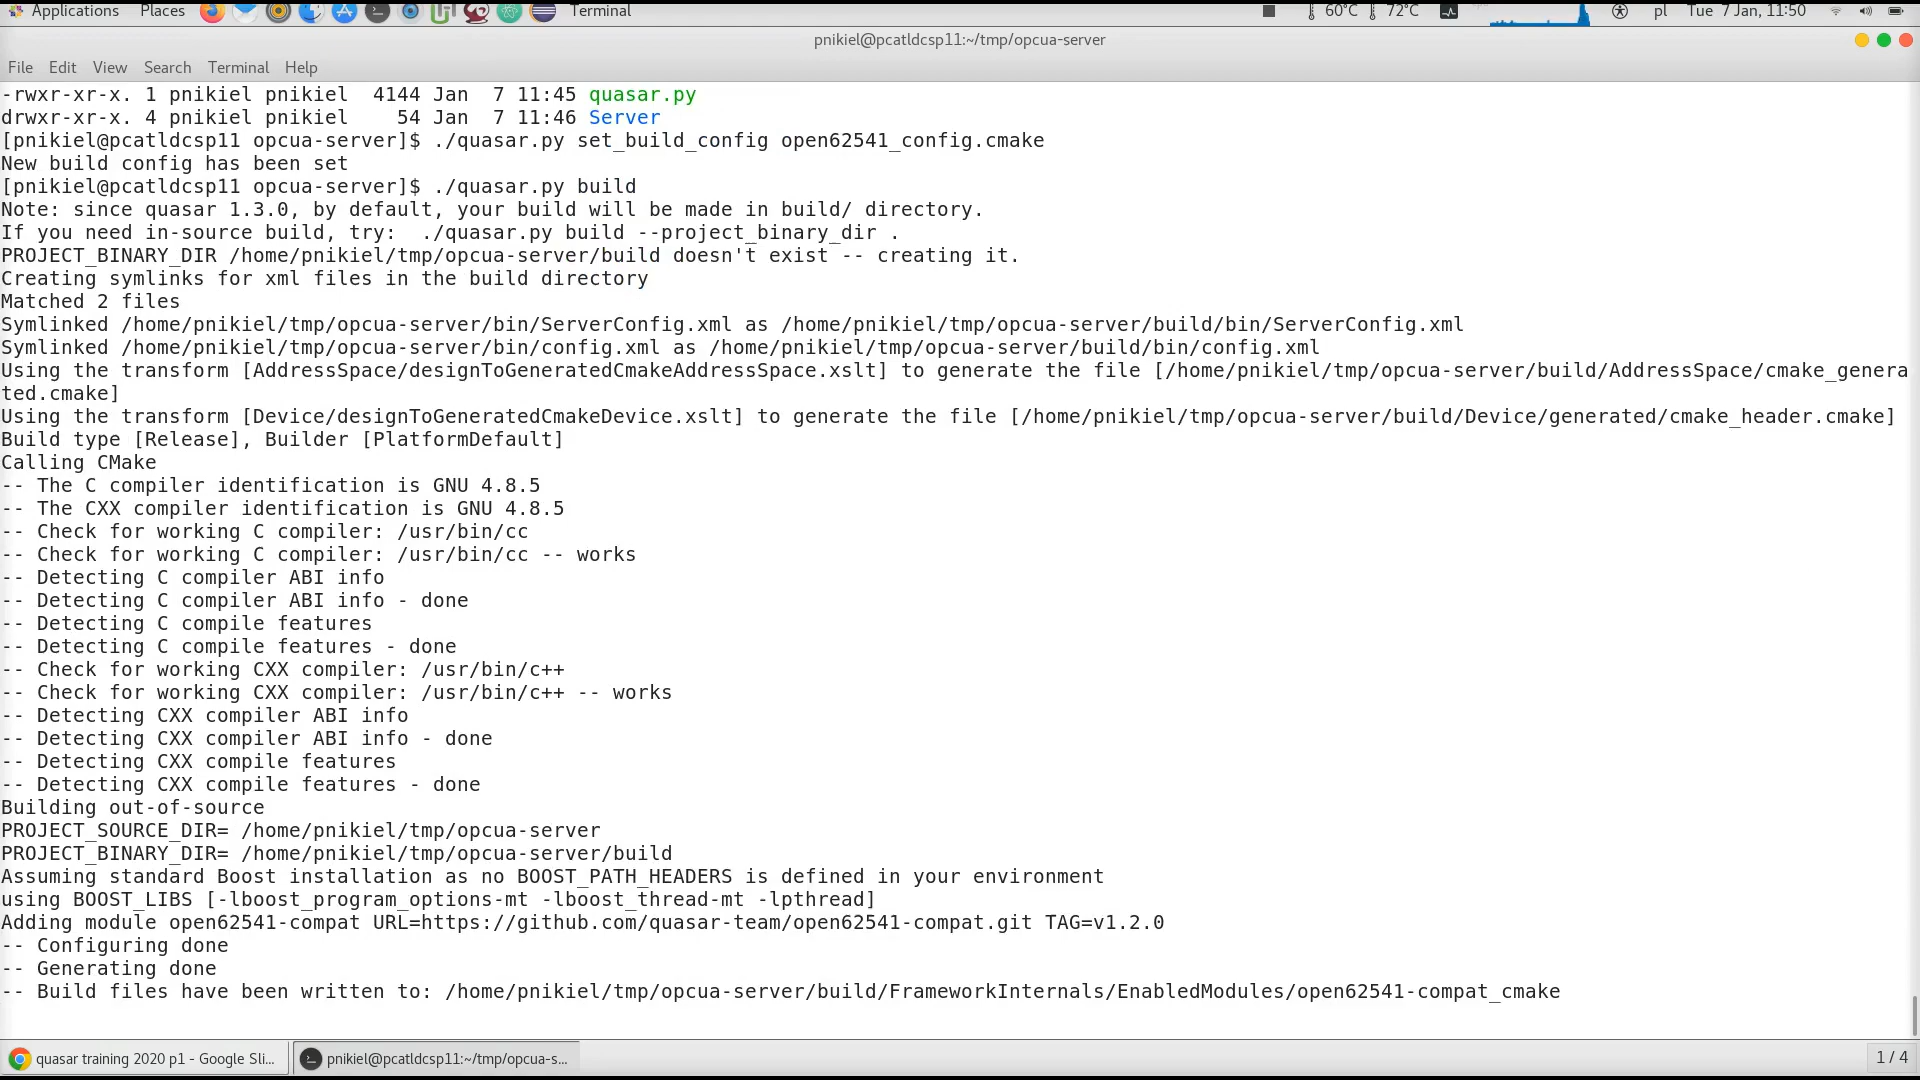 Applications Places Terminal 60°C 72°C pl Tue 7 Jan, 11:50
pnikiel@pcatldcsp11:~/tmp/opcua-server
File Edit View Search Terminal Help
-rwxr-xr-x. 1 pnikiel pnikiel  4144 Jan  7 11:45 quasar.py
drwxr-xr-x. 4 pnikiel pnikiel    54 Jan  7 11:46 Server
[pnikiel@pcatldcsp11 opcua-server]$ ./quasar.py set_build_config open62541_config.cmake
New build config has been set
[pnikiel@pcatldcsp11 opcua-server]$ ./quasar.py build
Note: since quasar 1.3.0, by default, your build will be made in build/ directory.
If you need in-source build, try:  ./quasar.py build --project_binary_dir .
PROJECT_BINARY_DIR /home/pnikiel/tmp/opcua-server/build doesn't exist -- creating it.
Creating symlinks for xml files in the build directory
Matched 2 files
Symlinked /home/pnikiel/tmp/opcua-server/bin/ServerConfig.xml as /home/pnikiel/tmp/opcua-server/build/bin/ServerConfig.xml
Symlinked /home/pnikiel/tmp/opcua-server/bin/config.xml as /home/pnikiel/tmp/opcua-server/build/bin/config.xml
Using the transform [AddressSpace/designToGeneratedCmakeAddressSpace.xslt] to generate the file [/home/pnikiel/tmp/opcua-server/build/AddressSpace/cmake_genera
ted.cmake]
Using the transform [Device/designToGeneratedCmakeDevice.xslt] to generate the file [/home/pnikiel/tmp/opcua-server/build/Device/generated/cmake_header.cmake]
Build type [Release], Builder [PlatformDefault]
Calling CMake
-- The C compiler identification is GNU 4.8.5
-- The CXX compiler identification is GNU 4.8.5
-- Check for working C compiler: /usr/bin/cc
-- Check for working C compiler: /usr/bin/cc -- works
-- Detecting C compiler ABI info
-- Detecting C compiler ABI info - done
-- Detecting C compile features
-- Detecting C compile features - done
-- Check for working CXX compiler: /usr/bin/c++
-- Check for working CXX compiler: /usr/bin/c++ -- works
-- Detecting CXX compiler ABI info
-- Detecting CXX compiler ABI info - done
-- Detecting CXX compile features
-- Detecting CXX compile features - done
Building out-of-source
PROJECT_SOURCE_DIR= /home/pnikiel/tmp/opcua-server
PROJECT_BINARY_DIR= /home/pnikiel/tmp/opcua-server/build
Assuming standard Boost installation as no BOOST_PATH_HEADERS is defined in your environment
using BOOST_LIBS [-lboost_program_options-mt -lboost_thread-mt -lpthread]
Adding module open62541-compat URL=https://github.com/quasar-team/open62541-compat.git TAG=v1.2.0
-- Configuring done
-- Generating done
-- Build files have been written to: /home/pnikiel/tmp/opcua-server/build/FrameworkInternals/EnabledModules/open62541-compat_cmake
quasar training 2020 p1 - Google Sli... pnikiel@pcatldcsp11:~/tmp/opcua-s... 1 / 4